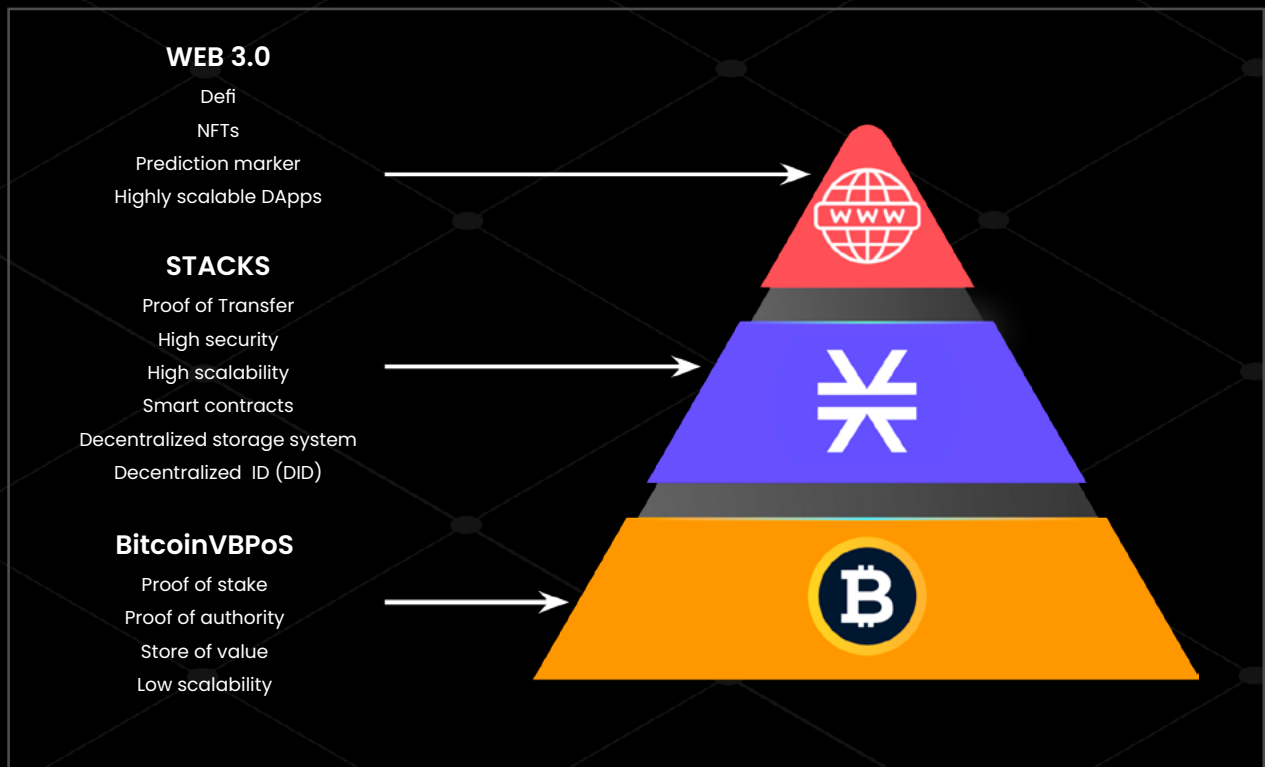 WEB 3.0
Defi
NFTs
Prediction marker
Highly scalable DApps
WWW
STACKS
Proof of Transfer
High security
High scalability
Smart contracts
Decentralized storage system
Decentralized  ID (DID)
BitcoinVBPoS
Proof of stake
Proof of authority
Store of value
Low scalability